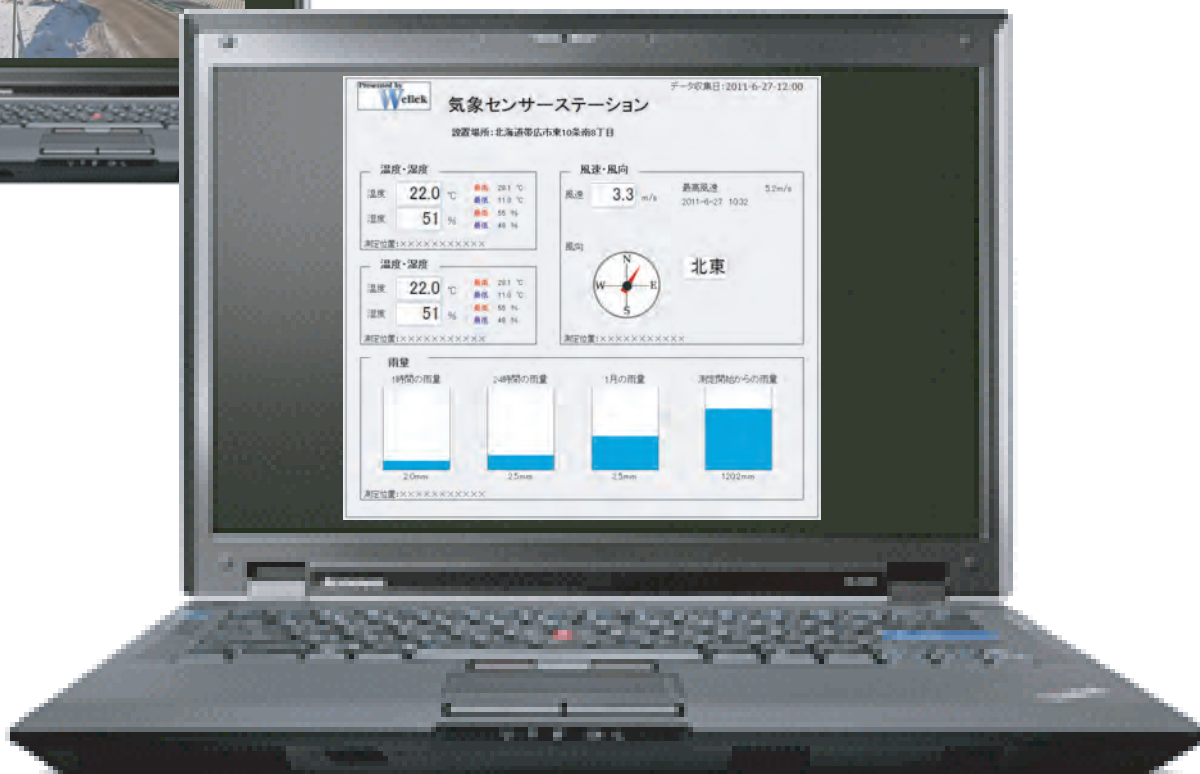 Presented by
Wellck
データ収集日:2011-6-27-12:00
気象センサーステーション
設置場所:北海道帯広市東10条南8丁目
温度・湿度
温度 22.0 ℃ 最高 28.1 ℃
最低 11.0 ℃
湿度 51 % 最高 55 %
最低 48 %
測定位置:×××××××××××
温度・湿度
温度 22.0 ℃ 最高 28.1 ℃
最低 11.0 ℃
湿度 51 % 最高 55 %
最低 48 %
測定位置:×××××××××××
風速・風向
風速 3.3 m/s 最高風速 5.2m/s
2011-6-27 10:32
風向
N
W E
S
北東
測定位置:×××××××××××
雨量
1時間の雨量 24時間の雨量 1月の雨量 測定開始からの雨量
2.0mm 2.5mm 2.5mm 120.2mm
測定位置:×××××××××××